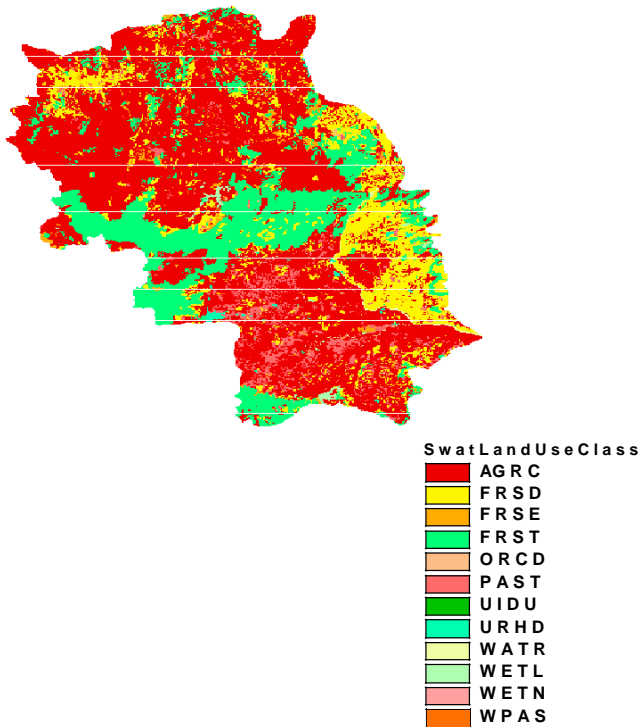 SwatLandUseClass
AGRC
FRSD
FRSE
FRST
ORCD
PAST
UIDU
URHD
WATR
WETL
WETN
WPAS